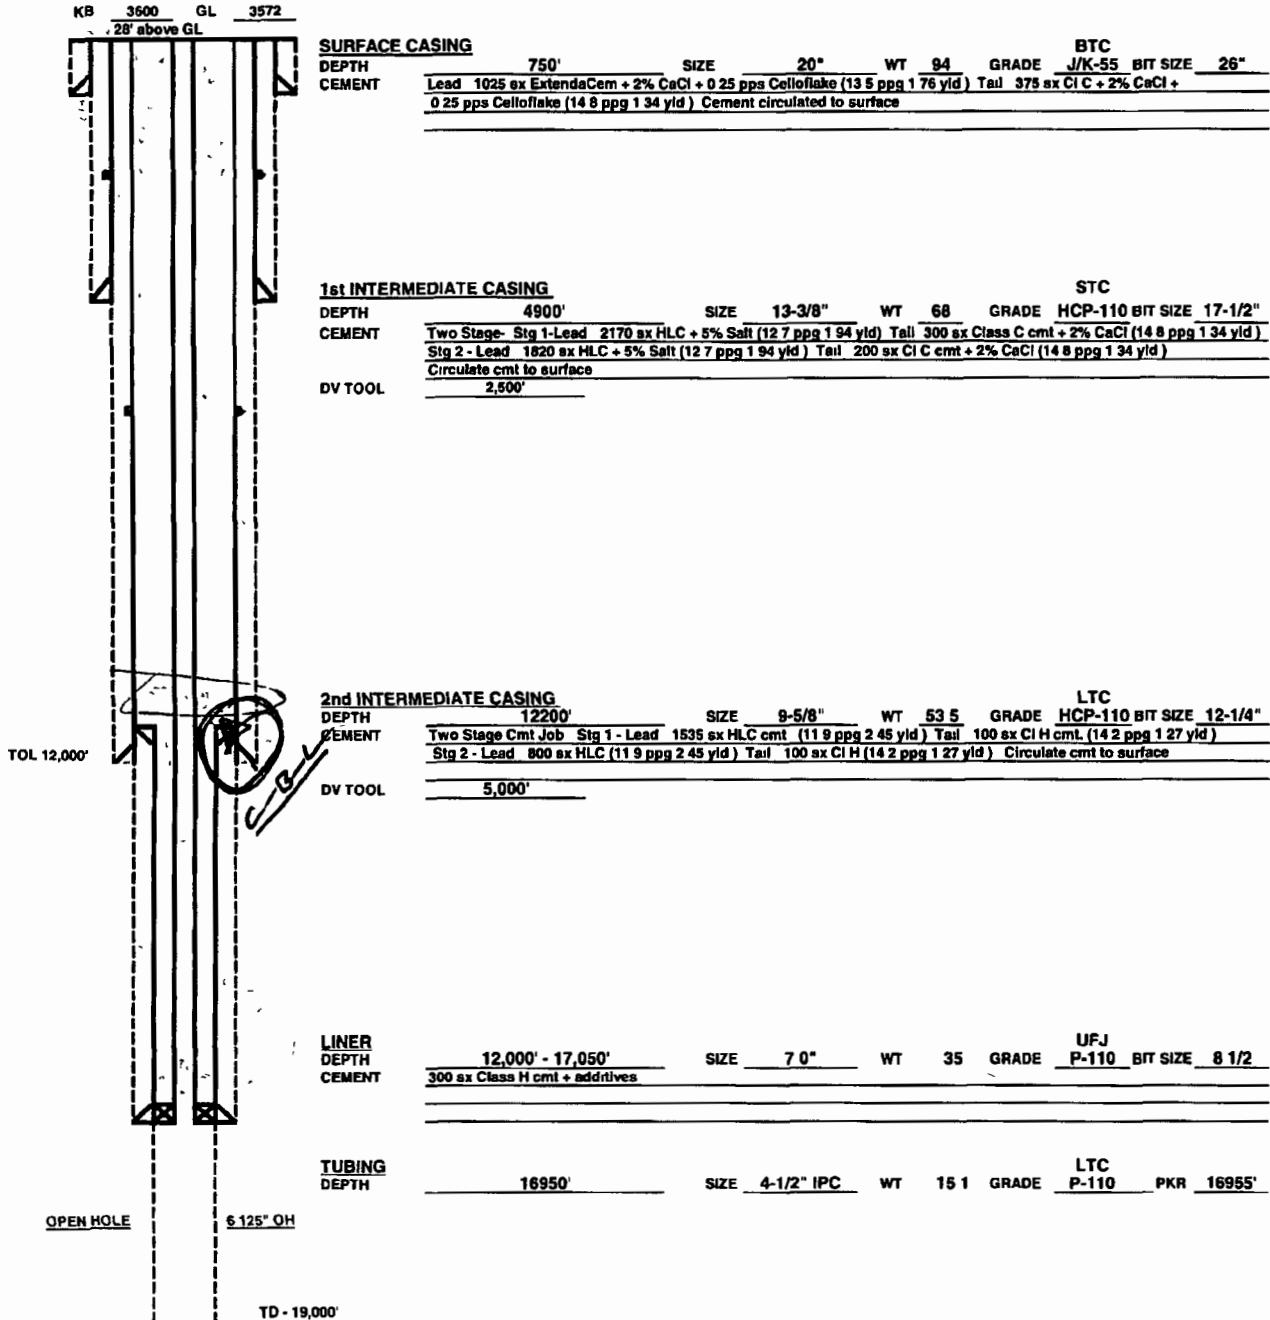 KB 3600 GL 3572
28' above GL
SURFACE CASING BTC
DEPTH 750' SIZE 20" WT 94 GRADE J/K-55 BIT SIZE 26"
CEMENT Lead 1025 sx ExtendaCem + 2% CaCl + 0 25 pps Celloflake (13 5 ppg 1 76 yld ) Tail 375 sx Cl C + 2% CaCl +
0 25 pps Celloflake (14 8 ppg 1 34 yld ) Cement circulated to surface
1st INTERMEDIATE CASING STC
DEPTH 4900' SIZE 13-3/8" WT 68 GRADE HCP-110 BIT SIZE 17-1/2"
CEMENT Two Stage- Stg 1-Lead 2170 sx HLC + 5% Salt (12 7 ppg 1 94 yld) Tail 300 sx Class C cmt + 2% CaCl (14 8 ppg 1 34 yld )
Stg 2 - Lead 1820 sx HLC + 5% Salt (12 7 ppg 1 94 yld ) Tail 200 sx Cl C cmt + 2% CaCl (14 8 ppg 1 34 yld )
Circulate cmt to surface
DV TOOL 2,500'
2nd INTERMEDIATE CASING LTC
DEPTH 12200' SIZE 9-5/8" WT 53 5 GRADE HCP-110 BIT SIZE 12-1/4"
CEMENT Two Stage Cmt Job Stg 1 - Lead 1535 sx HLC cmt (11 9 ppg 2 45 yld ) Tail 100 sx Cl H cmt. (14 2 ppg 1 27 yld )
TOL 12,000' Stg 2 - Lead 800 sx HLC (11 9 ppg 2 45 yld ) Tail 100 sx Cl H (14 2 ppg 1 27 yld ) Circulate cmt to surface
DV TOOL 5,000'
LINER UFJ
DEPTH 12,000' - 17,050' SIZE 7 0" WT 35 GRADE P-110 BIT SIZE 8 1/2
CEMENT 300 sx Class H cmt + additives
TUBING LTC
DEPTH 16950' SIZE 4-1/2" IPC WT 15 1 GRADE P-110 PKR 16955'
OPEN HOLE 6 125" OH
TD - 19,000'